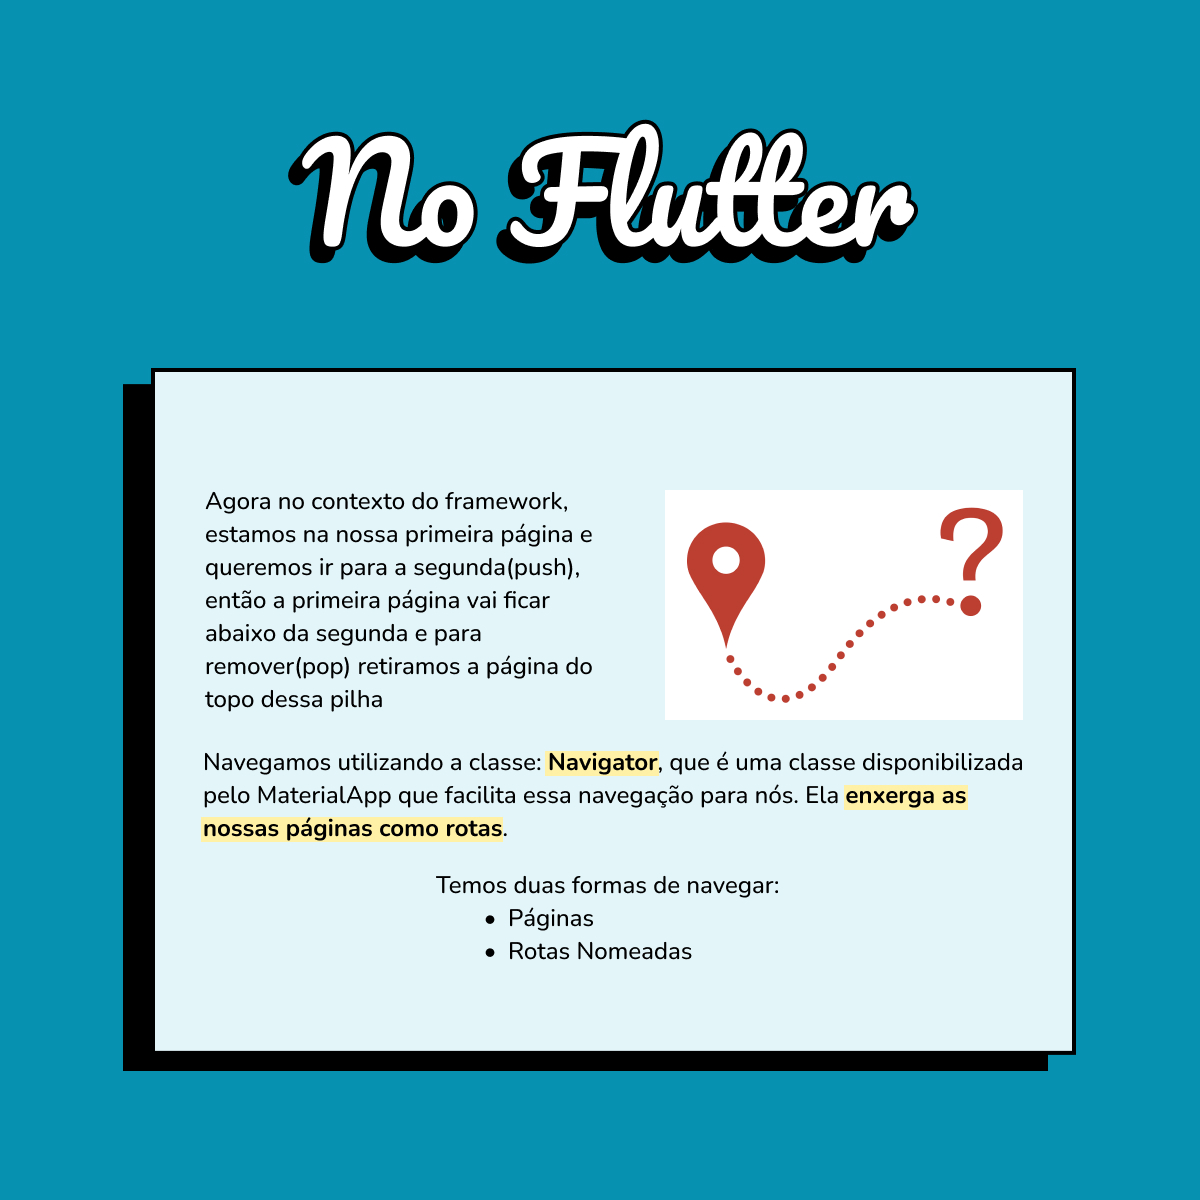 No Flutter
Agora no contexto do framework,
estamos na nossa primeira página e
queremos ir para a segunda(push),
então a primeira página vai ficar
abaixo da segunda e para
remover(pop) retiramos a página do
topo dessa pilha
?
Navegamos utilizando a classe: Navigator, que é uma classe disponibilizada
pelo MaterialApp que facilita essa navegação para nós. Ela enxerga as
nossas páginas como rotas.
Temos duas formas de navegar:
• Páginas
• Rotas Nomeadas